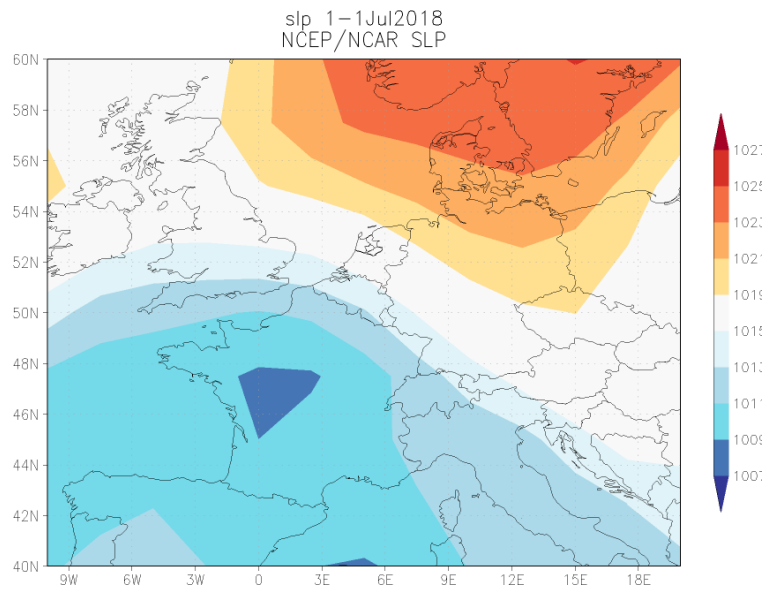 slp 1-1Jul2018
NCEP/NCAR SLP
60N
58N
56N
54N
52N
50N
48N
46N
44N
42N
40N
9W 6W 3W 0 3E 6E 9E 12E 15E 18E
1027
1025
1023
1021
1019
1015
1013
1011
1009
1007